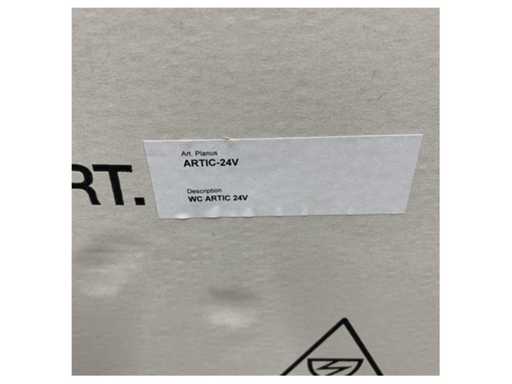 Art. Planus
ARTIC-24V
RT.
Description
WC ARTIC 24V